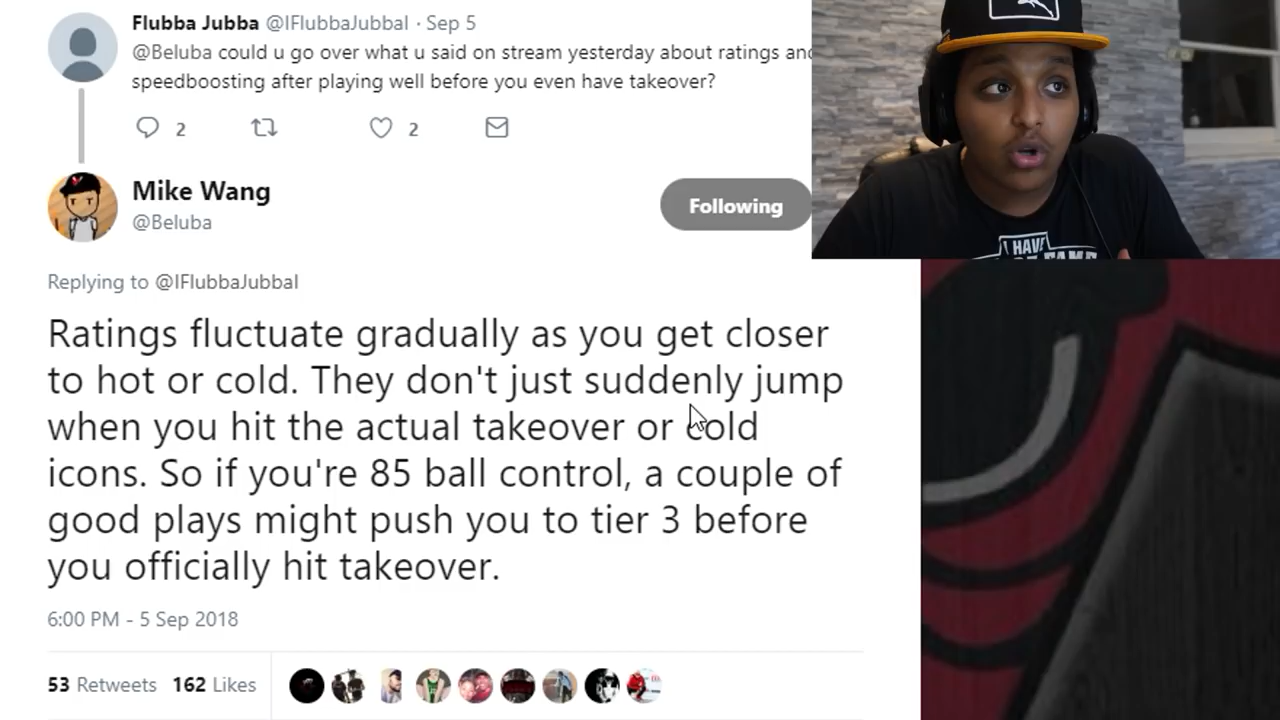 Flubba Jubba @IFlubbaJubbal · Sep 5
@Beluba could u go over what u said on stream yesterday about ratings and
speedboosting after playing well before you even have takeover?
2 2
Mike Wang
@Beluba
Following
Replying to @IFlubbaJubbal
Ratings fluctuate gradually as you get closer
to hot or cold. They don't just suddenly jump
when you hit the actual takeover or cold
icons. So if you're 85 ball control, a couple of
good plays might push you to tier 3 before
you officially hit takeover.
6:00 PM - 5 Sep 2018
53 Retweets 162 Likes
I HAVE